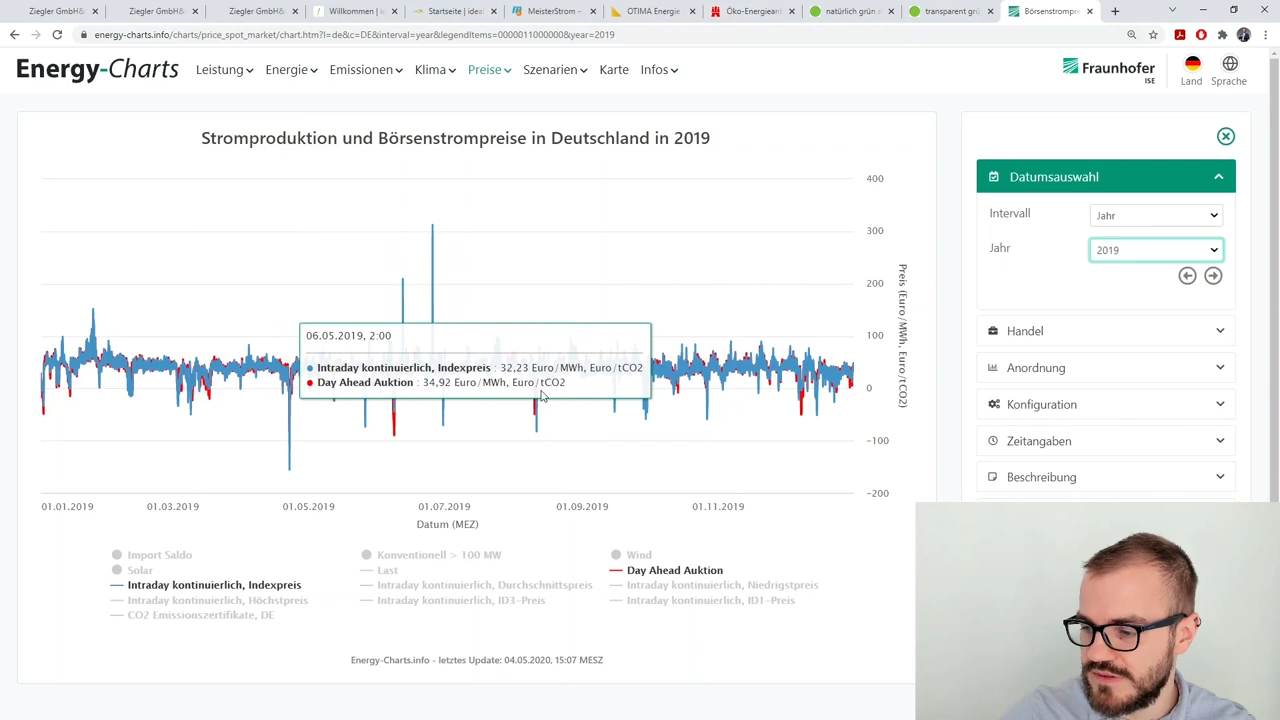 Ziegler GmbH&
Ziegler GmbH&
Ziegler GmbH&
Willkommen | i
Startseite | ideal
MeisterStrom –
OTIMA Energie
Öko-Energieanl
natürlich grün s
transparent grü
Börsenstrompre
energy-charts.info/charts/price_spot_market/chart.htm?l=de&c=DE&interval=year&legendItems=0000011000000&year=2019
Energy-Charts
Leistung
Energie
Emissionen
Klima
Preise
Szenarien
Karte
Infos
Fraunhofer
ISE
Land
Sprache
Stromproduktion und Börsenstrompreise in Deutschland in 2019
400
300
200
100
0
-100
-200
Preis (Euro/MWh, Euro/tCO2)
06.05.2019, 2:00
Intraday kontinuierlich, Indexpreis : 32,23 Euro/MWh, Euro/tCO2
Day Ahead Auktion : 34,92 Euro/MWh, Euro/tCO2
01.01.2019
01.03.2019
01.05.2019
01.07.2019
01.09.2019
01.11.2019
Datum (MEZ)
Import Saldo
Konventionell > 100 MW
Wind
Solar
Last
Day Ahead Auktion
Intraday kontinuierlich, Indexpreis
Intraday kontinuierlich, Durchschnittspreis
Intraday kontinuierlich, Niedrigstpreis
Intraday kontinuierlich, Höchstpreis
Intraday kontinuierlich, ID3-Preis
Intraday kontinuierlich, ID1-Preis
CO2 Emissionszertifikate, DE
Energy-Charts.info - letztes Update: 04.05.2020, 15:07 MESZ
Datumsauswahl
Intervall
Jahr
Jahr
2019
Handel
Anordnung
Konfiguration
Zeitangaben
Beschreibung